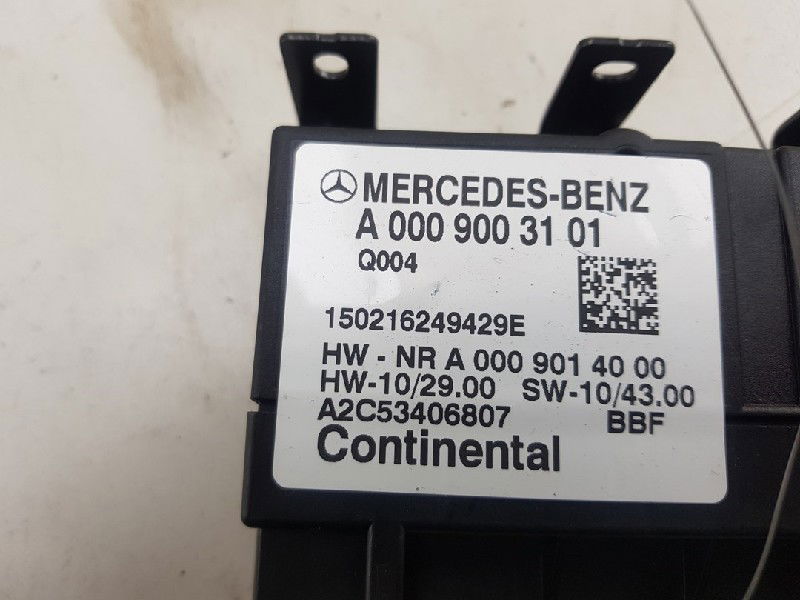 MERCEDES-BENZ
A 000 900 31 01
Q004
150216249429E
HW - NR A 000 901 40 00
HW-10/29.00 SW-10/43.00
A2C53406807 BBF
Continental